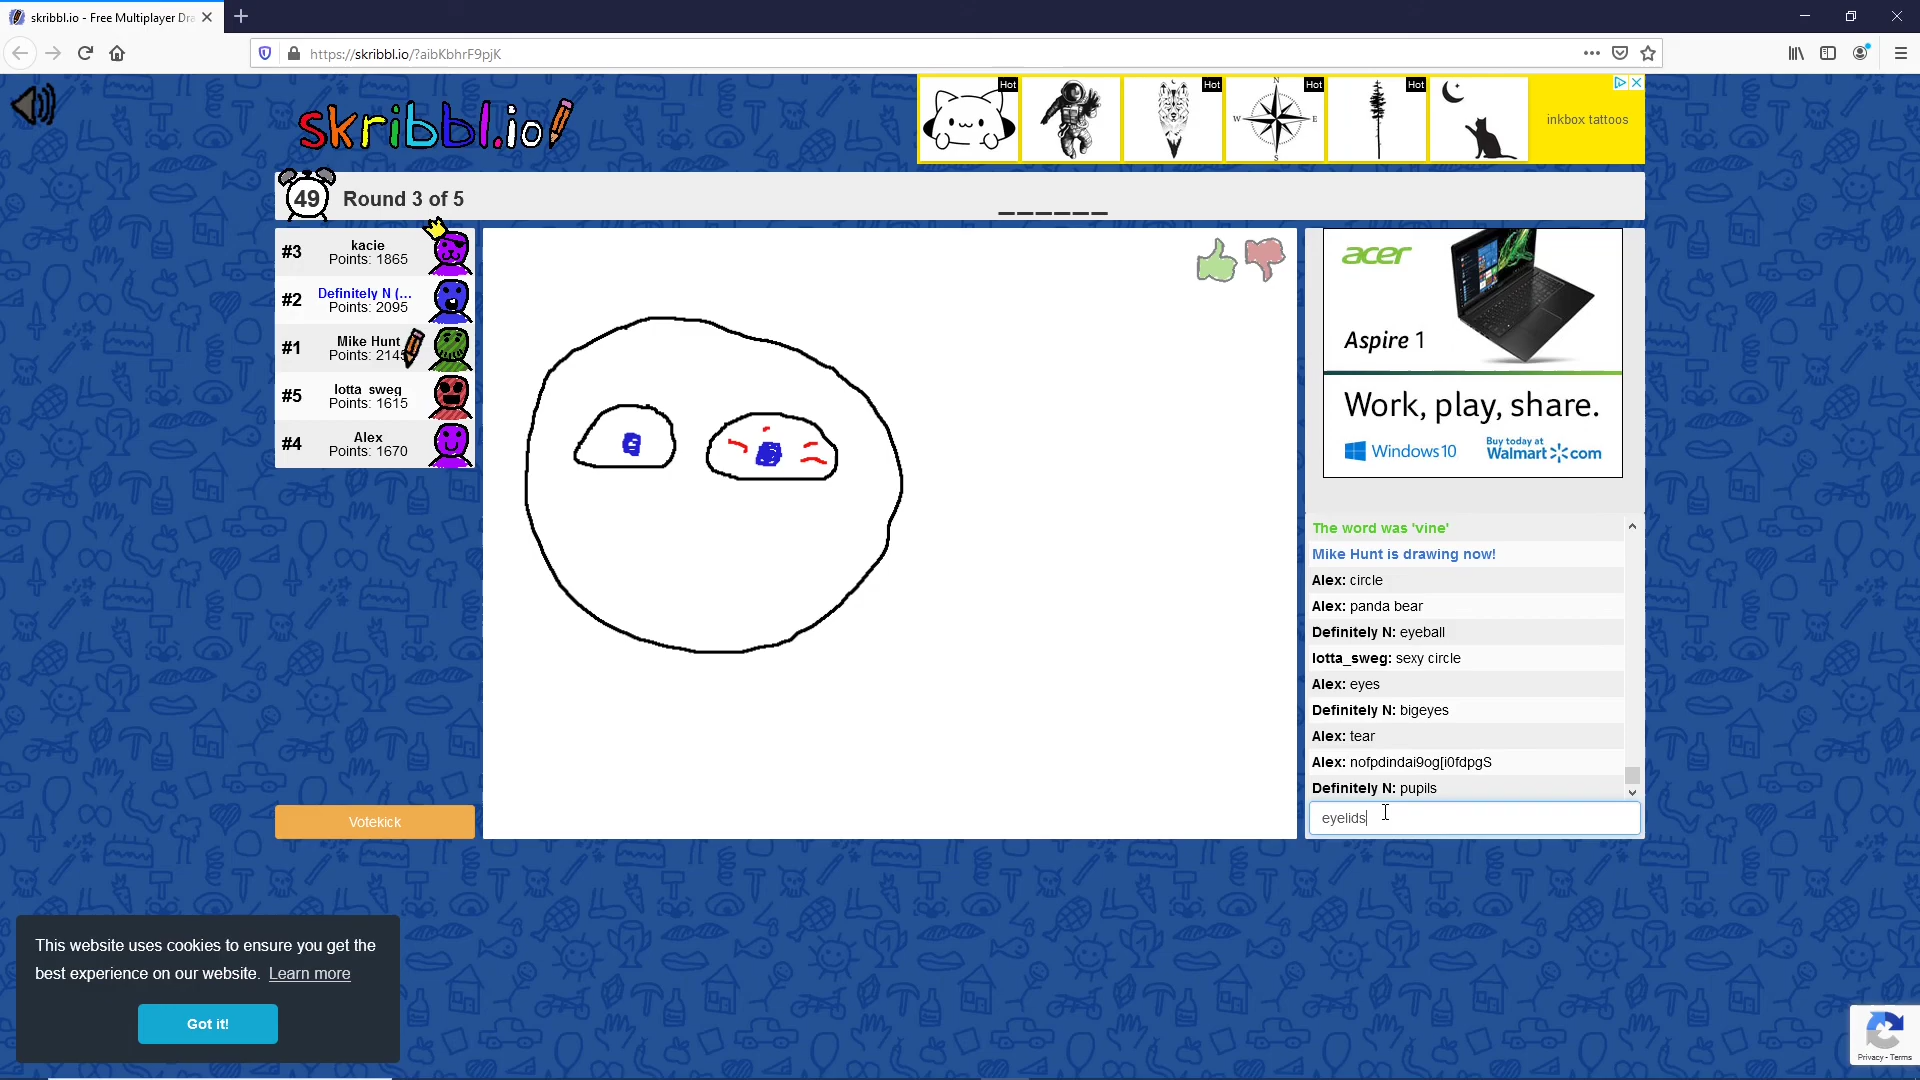 skribbl.io - Free Multiplayer Dra
https://skribbl.io/?aibKbhrF9pjK
skribbl.io
Hot
Hot
Hot
Hot
N
W
E
S
inkbox tattoos
49
Round 3 of 5
______
#3
kacie
Points: 1865
#2
Definitely N (...
Points: 2095
#1
Mike Hunt
Points: 2145
#5
lotta_sweg
Points: 1615
#4
Alex
Points: 1670
Votekick
acer
Aspire 1
Work, play, share.
Windows10
Buy today at
Walmart.com
The word was 'vine'
Mike Hunt is drawing now!
Alex: circle
Alex: panda bear
Definitely N: eyeball
lotta_sweg: sexy circle
Alex: eyes
Definitely N: bigeyes
Alex: tear
Alex: nofpdindai9og[i0fdpgS
Definitely N: pupils
eyelids
This website uses cookies to ensure you get the
best experience on our website. Learn more
Got it!
Privacy - Terms